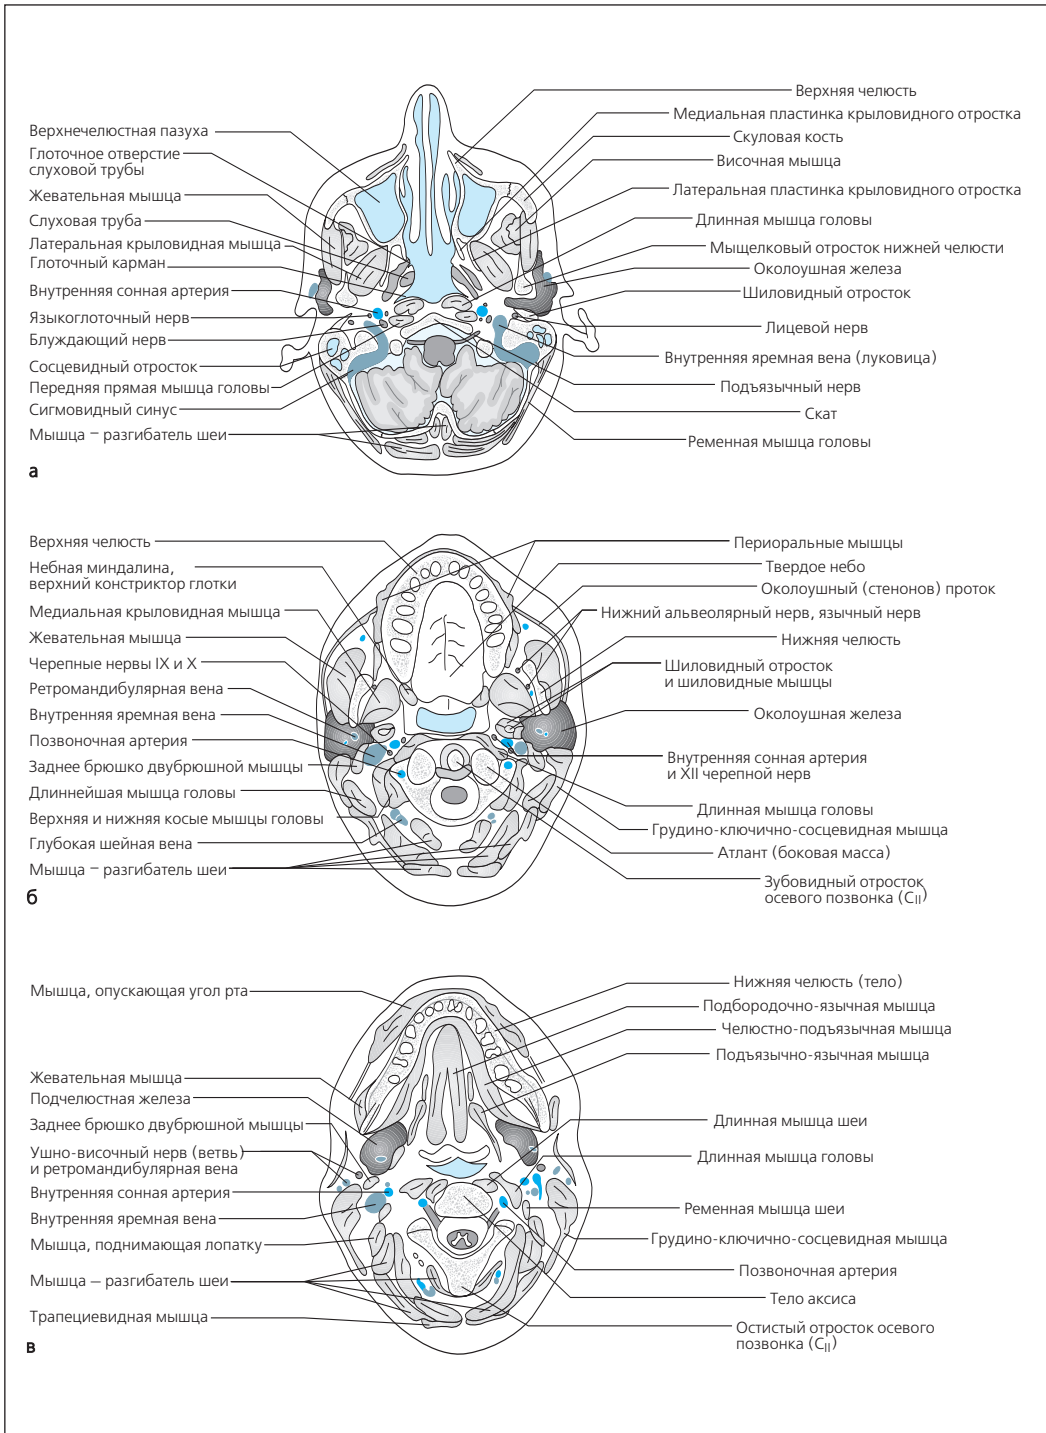 Верхнечелюстная пазуха
Глоточное отверстие
слуховой трубы
Жевательная мышца
Слуховая труба
Латеральная крыловидная мышца
Глоточный карман
Внутренняя сонная артерия
Языкоглоточный нерв
Блуждающий нерв
Сосцевидный отросток
Передняя прямая мышца головы
Сигмовидный синус
Мышца – разгибатель шеи
Верхняя челюсть
Медиальная пластинка крыловидного отростка
Скуловая кость
Височная мышца
Латеральная пластинка крыловидного отростка
Длинная мышца головы
Мыщелковый отросток нижней челюсти
Околоушная железа
Шиловидный отросток
Лицевой нерв
Внутренняя яремная вена (луковица)
Подъязычный нерв
Скат
Ременная мышца головы
а
Верхняя челюсть
Небная миндалина,
верхний констриктор глотки
Медиальная крыловидная мышца
Жевательная мышца
Черепные нервы IX и X
Ретромандибулярная вена
Внутренняя яремная вена
Позвоночная артерия
Заднее брюшко двубрюшной мышцы
Длиннейшая мышца головы
Верхняя и нижняя косые мышцы головы
Глубокая шейная вена
Мышца – разгибатель шеи
Периоральные мышцы
Твердое небо
Околоушный (стенонов) проток
Нижний альвеолярный нерв, язычный нерв
Нижняя челюсть
Шиловидный отросток
и шиловидные мышцы
Околоушная железа
Внутренняя сонная артерия
и XII черепной нерв
Длинная мышца головы
Грудино-ключично-сосцевидная мышца
Атлант (боковая масса)
Зубовидный отросток
осевого позвонка (CII)
б
Мышца, опускающая угол рта
Жевательная мышца
Подчелюстная железа
Заднее брюшко двубрюшной мышцы
Ушно-височный нерв (ветвь)
и ретромандибулярная вена
Внутренняя сонная артерия
Внутренняя яремная вена
Мышца, поднимающая лопатку
Мышца – разгибатель шеи
Трапециевидная мышца
Нижняя челюсть (тело)
Подбородочно-язычная мышца
Челюстно-подъязычная мышца
Подъязычно-язычная мышца
Длинная мышца шеи
Длинная мышца головы
Ременная мышца шеи
Грудино-ключично-сосцевидная мышца
Позвоночная артерия
Тело аксиса
Остистый отросток осевого
позвонка (CII)
в